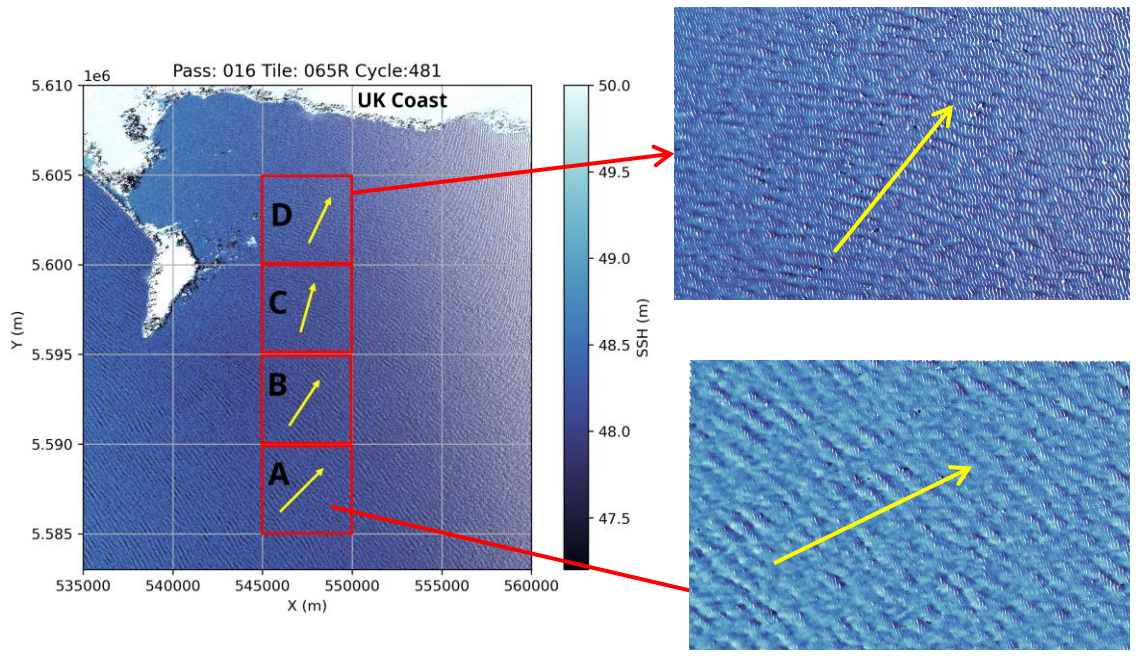 Pass: 016 Tile: 065R Cycle:481
1e6
UK Coast
5.610
5.605
5.600
5.595
5.590
5.585
Y (m)
D
C
B
A
535000
540000
545000
550000
555000
560000
X (m)
50.0
49.5
49.0
48.5
48.0
47.5
SSH (m)